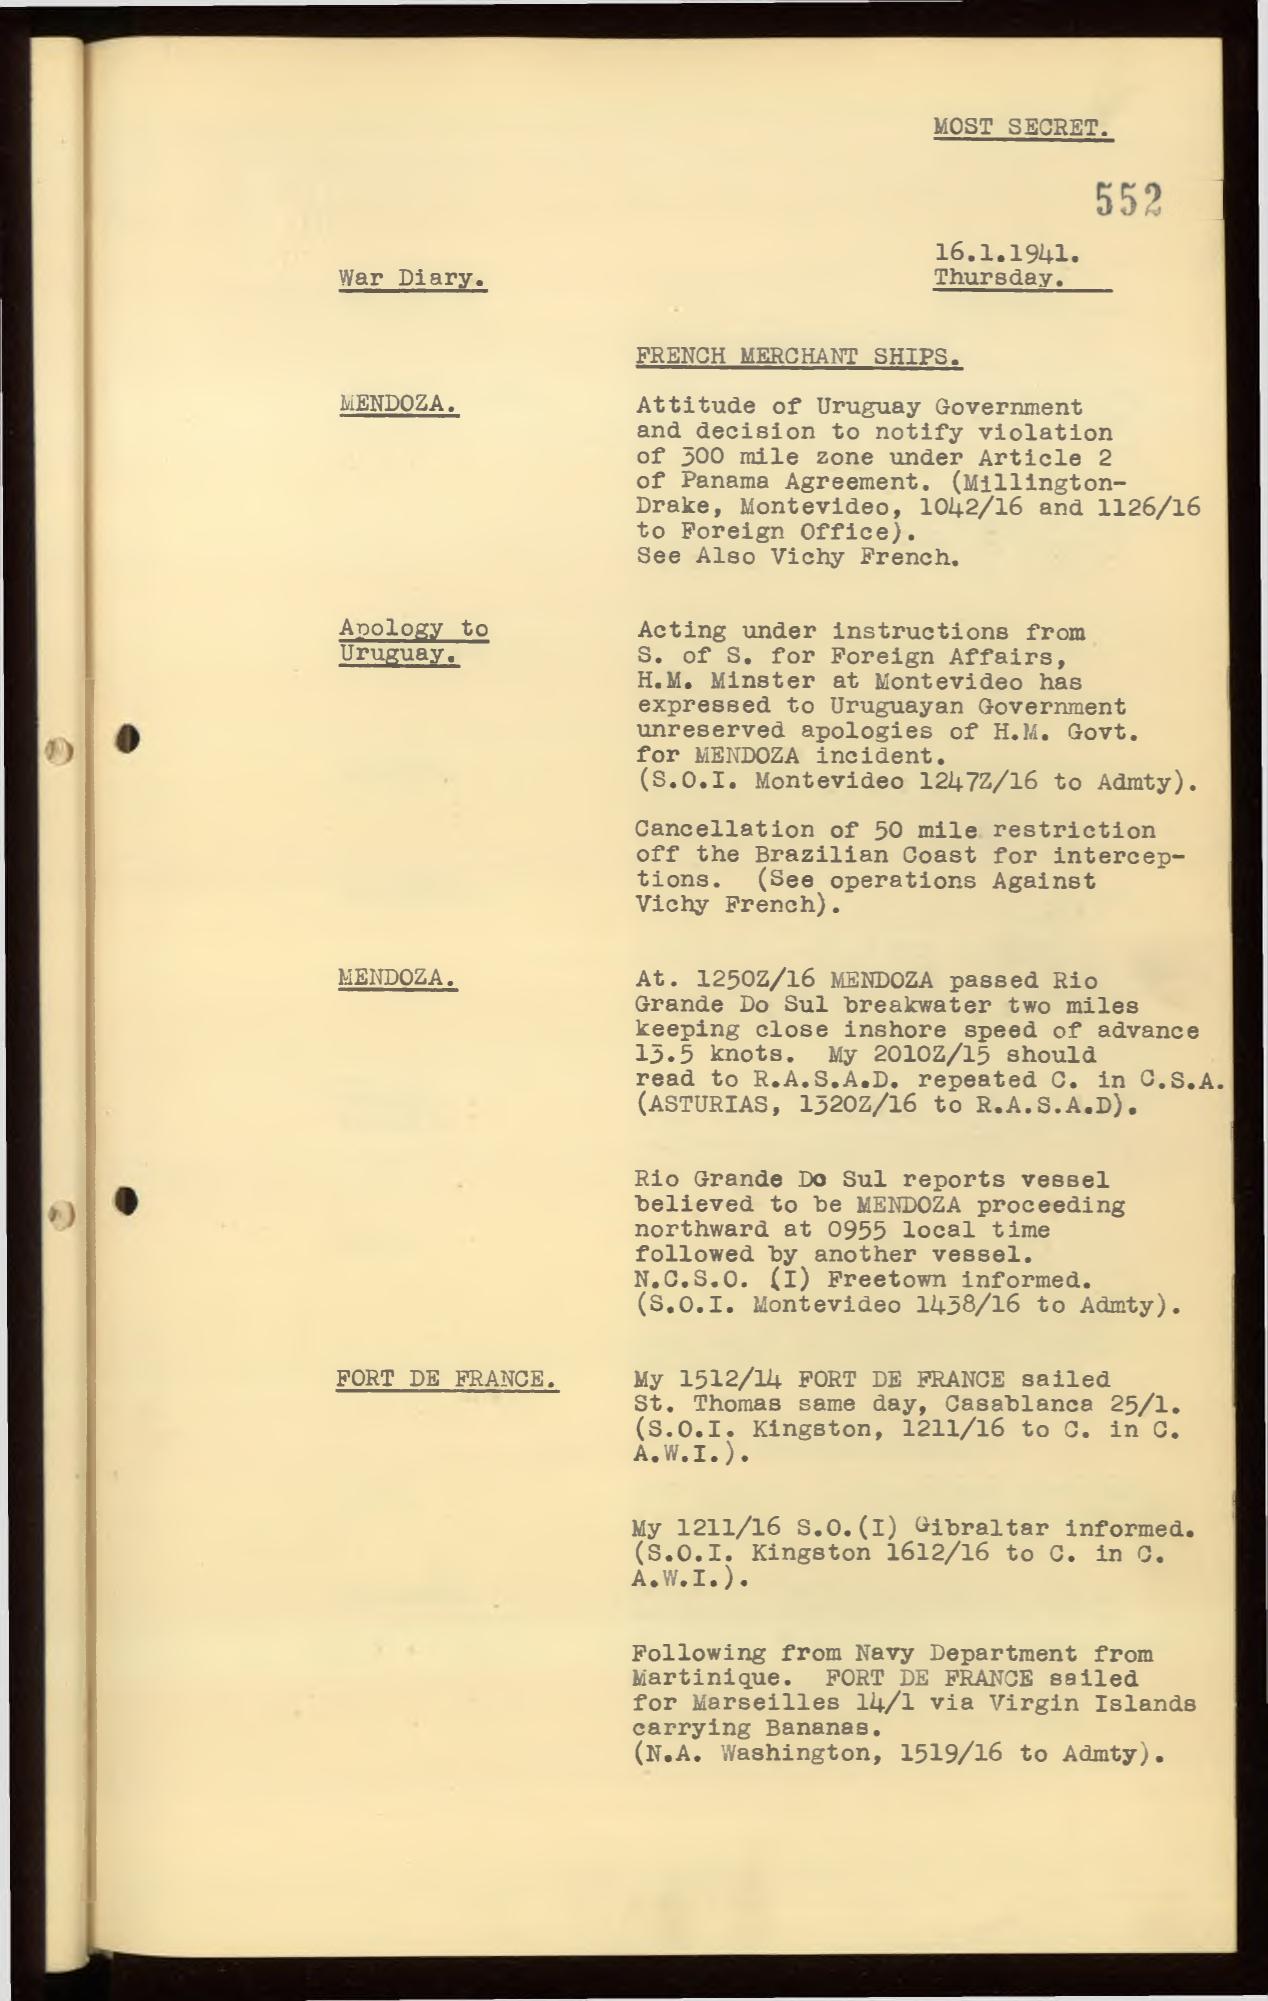 MOST SECRET.
552
16.1.1941.
Thursday.
War Diary.
FRENCH MERCHANT SHIPS.
MENDOZA.
Attitude of Uruguay Government
and decision to notify violation
of 300 mile zone under Article 2
of Panama Agreement. (Millington-
Drake, Montevideo, 1042/16 and 1126/16
to Foreign Office).
See Also Vichy French.
Apology to
Uruguay.
Acting under instructions from
S. of S. for Foreign Affairs,
H.M. Minster at Montevideo has
expressed to Uruguayan Government
unreserved apologies of H.M. Govt.
for MENDOZA incident.
(S.O.I. Montevideo 1247Z/16 to Admty).
Cancellation of 50 mile restriction
off the Brazilian Coast for intercep-
tions. (See operations Against
Vichy French).
MENDOZA.
At. 1250Z/16 MENDOZA passed Rio
Grande Do Sul breakwater two miles
keeping close inshore speed of advance
13.5 knots. My 2010Z/15 should
read to R.A.S.A.D. repeated C. in C.S.A.
(ASTURIAS, 1320Z/16 to R.A.S.A.D).
Rio Grande Do Sul reports vessel
believed to be MENDOZA proceeding
northward at 0955 local time
followed by another vessel.
N.C.S.O. (I) Freetown informed.
(S.O.I. Montevideo 1438/16 to Admty).
FORT DE FRANCE.
My 1512/14 FORT DE FRANCE sailed
St. Thomas same day, Casablanca 25/1.
(S.O.I. Kingston, 1211/16 to C. in C.
A.W.I.).
My 1211/16 S.O.(I) Gibraltar informed.
(S.O.I. Kingston 1612/16 to C. in C.
A.W.I.).
Following from Navy Department from
Martinique. FORT DE FRANCE sailed
for Marseilles 14/1 via Virgin Islands
carrying Bananas.
(N.A. Washington, 1519/16 to Admty).